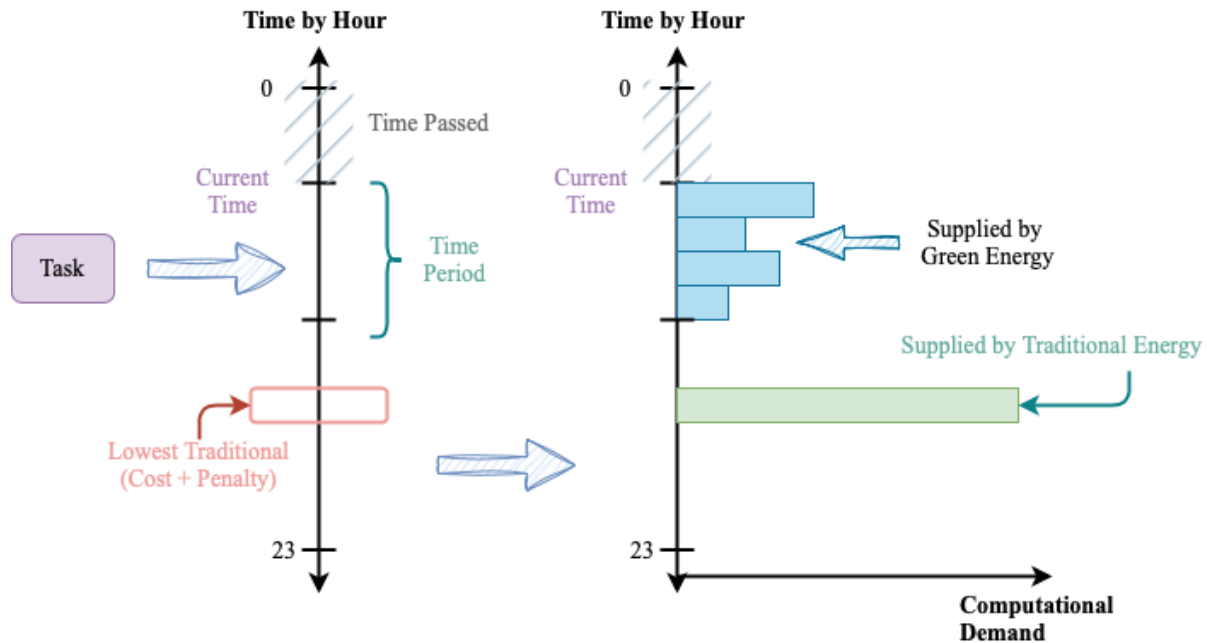 Time by Hour
0
Time Passed
Current
Time
Task
Time
Period
Lowest Traditional
(Cost + Penalty)
23
Time by Hour
0
Current
Time
Supplied by
Green Energy
Supplied by Traditional Energy
23
Computational
Demand